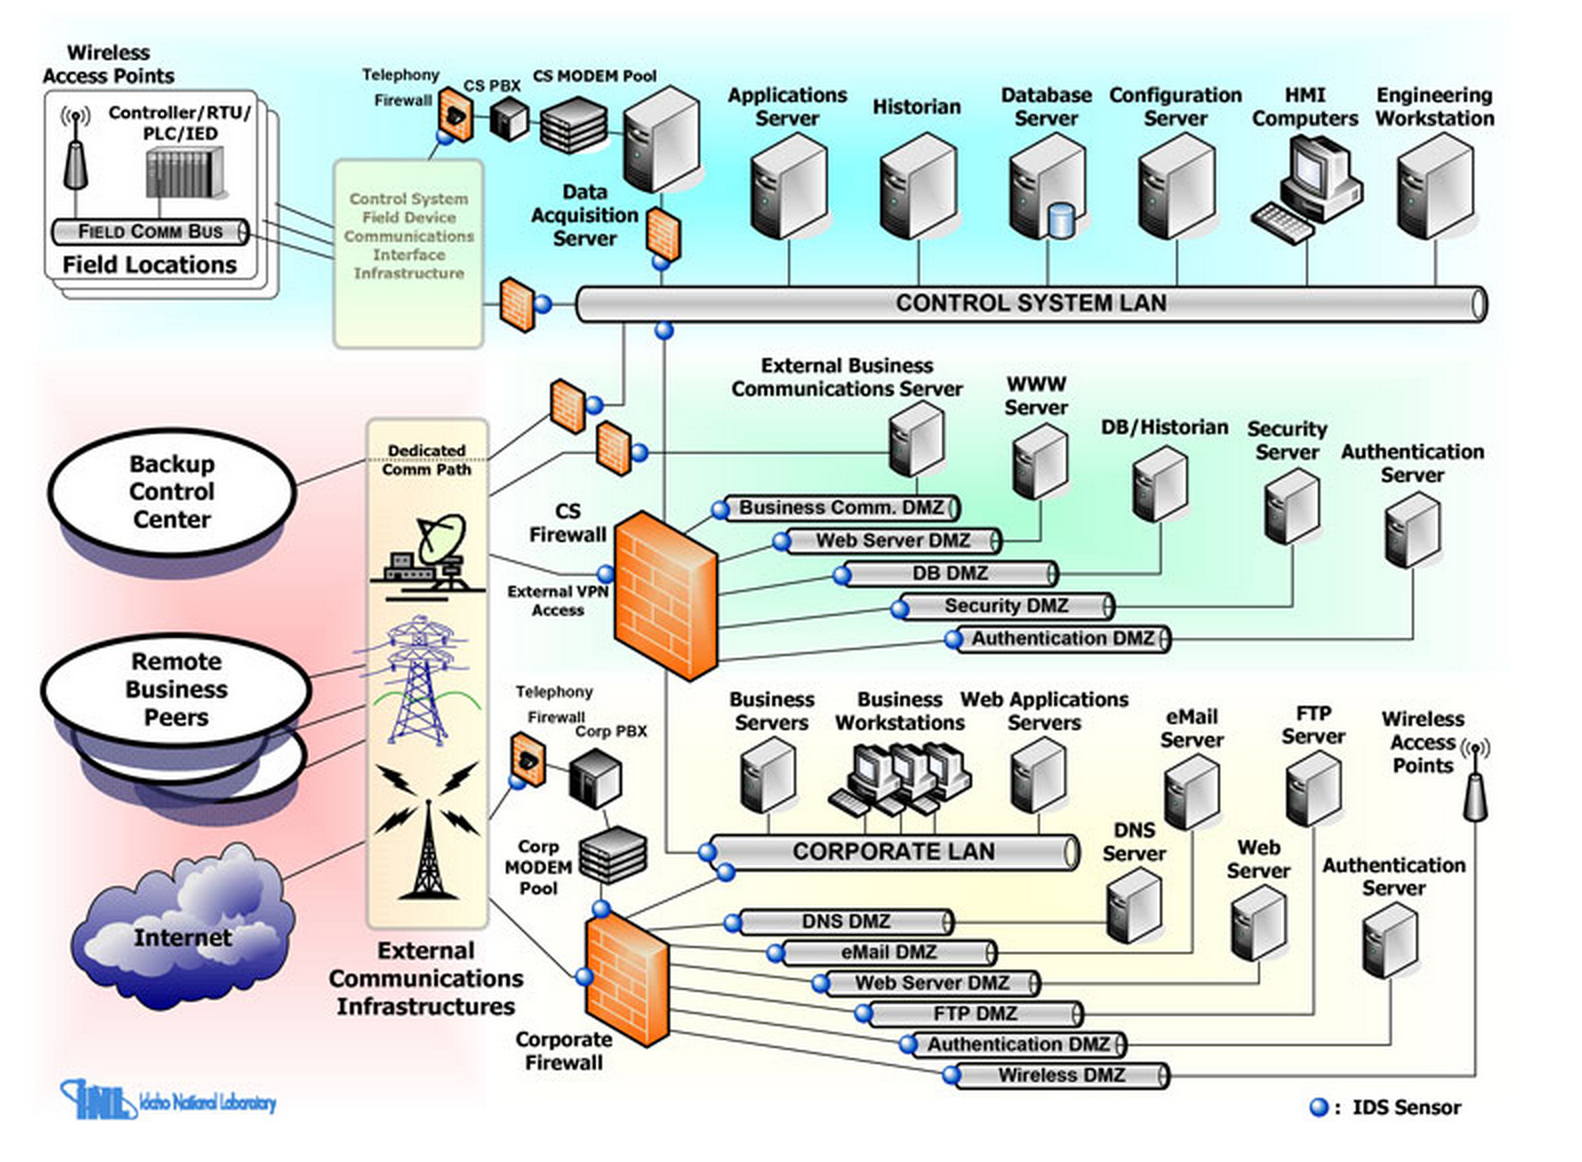 Wireless
Access Points
Controller/RTU/
PLC/IED
FIELD COMM BUS
Field Locations
Telephony
Firewall
CS PBX
CS MODEM Pool
Control System
Field Device
Communications
Interface
Infrastructure
Data
Acquisition
Server
Applications
Server
Historian
Database
Server
Configuration
Server
HMI
Computers
Engineering
Workstation
CONTROL SYSTEM LAN
External Business
Communications Server
WWW
Server
DB/Historian
Security
Server
Authentication
Server
Backup
Control
Center
Dedicated
Comm Path
CS
Firewall
External VPN
Access
Business Comm. DMZ
Web Server DMZ
DB DMZ
Security DMZ
Authentication DMZ
Remote
Business
Peers
Internet
External
Communications
Infrastructures
Telephony
Firewall
Corp PBX
Corp
MODEM
Pool
Corporate
Firewall
Business
Servers
Business
Workstations
Web Applications
Servers
eMail
Server
FTP
Server
Wireless
Access
Points
CORPORATE LAN
DNS
Server
Web
Server
Authentication
Server
DNS DMZ
eMail DMZ
Web Server DMZ
FTP DMZ
Authentication DMZ
Wireless DMZ
INL Idaho National Laboratory
: IDS Sensor